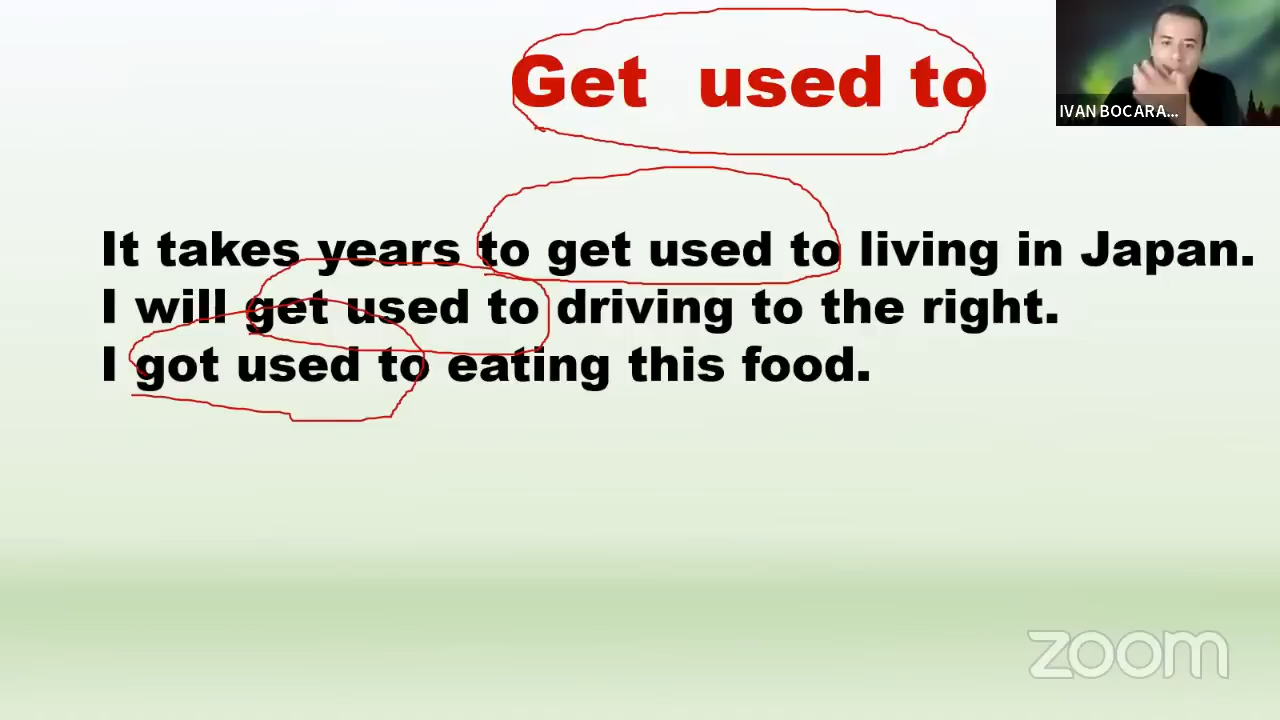 Get used to
IVAN BOCARA...
It takes years to get used to living in Japan.
I will get used to driving to the right.
I got used to eating this food.
zoom